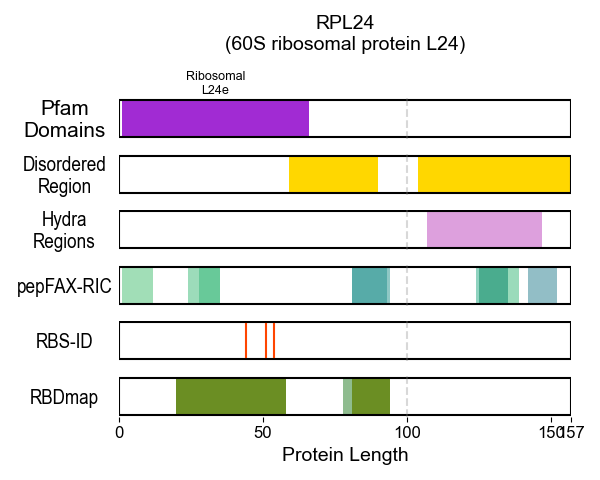 RPL24
(60S ribosomal protein L24)
Ribosomal
L24e
Pfam
Domains
Disordered
Region
Hydra
Regions
pepFAX-RIC
RBS-ID
RBDmap
0 50 100 150 157
Protein Length